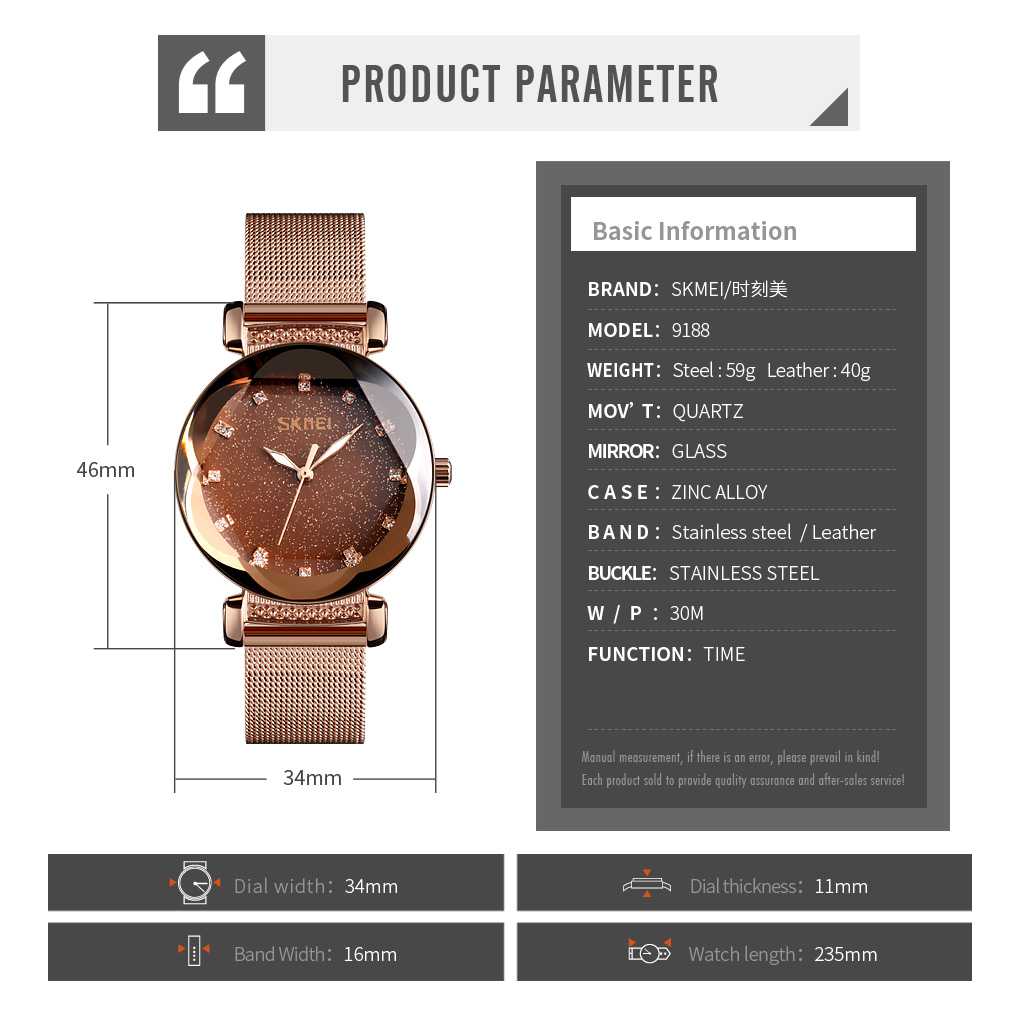 PRODUCT PARAMETER
Basic Information
BRAND： SKMEI/时刻美
MODEL： 9188
WEIGHT： Steel : 59g Leather : 40g
MOV’ T： QUARTZ
MIRROR： GLASS
CASE： ZINC ALLOY
BAND： Stainless steel / Leather
BUCKLE： STAINLESS STEEL
W / P ： 30M
FUNCTION： TIME
Manual measurement, if there is an error, please prevail in kind!
Each product sold to provide quality assurance and after-sales service!
SKMEI
46mm
34mm
Dial width： 34mm
Dial thickness： 11mm
Band Width： 16mm
Watch length： 235mm